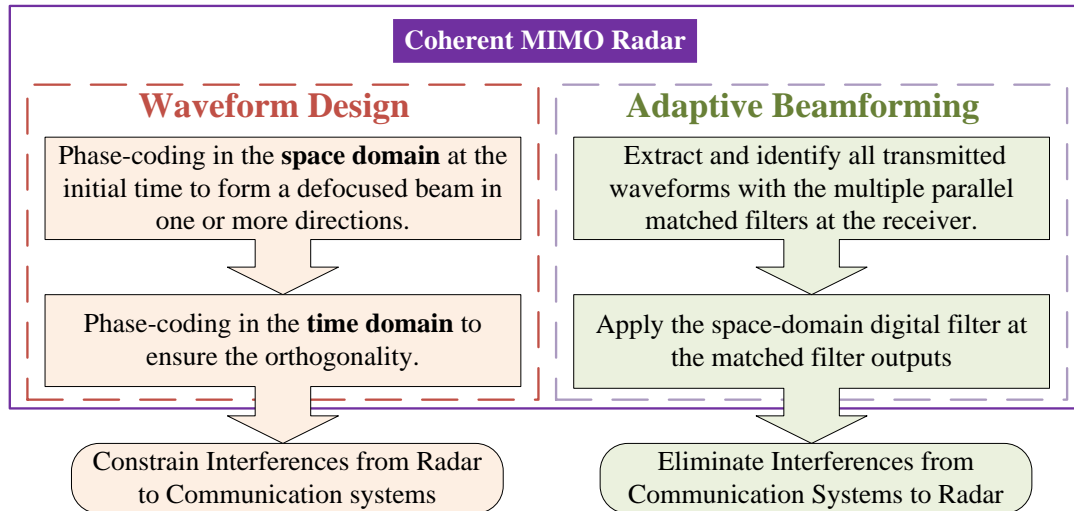 Coherent MIMO Radar
Waveform Design
Phase-coding in the space domain at the
initial time to form a defocused beam in
one or more directions.
Phase-coding in the time domain to
ensure the orthogonality.
Constrain Interferences from Radar
to Communication systems
Adaptive Beamforming
Extract and identify all transmitted
waveforms with the multiple parallel
matched filters at the receiver.
Apply the space-domain digital filter at
the matched filter outputs
Eliminate Interferences from
Communication Systems to Radar